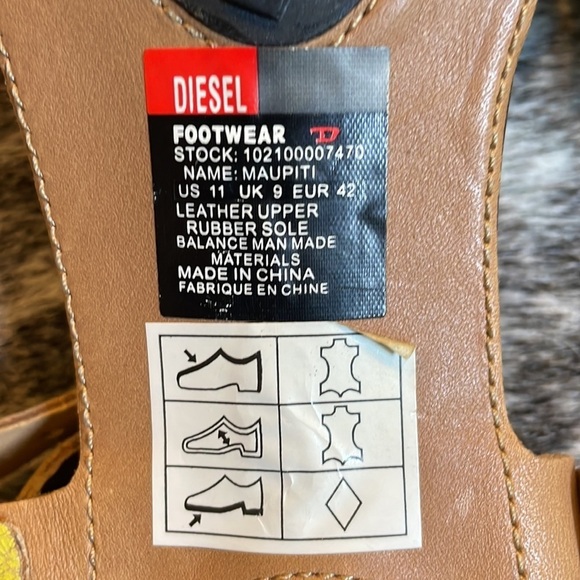 DIESEL
FOOTWEAR D
STOCK: 102100007470
NAME: MAUPITI
US 11 UK 9 EUR 42
LEATHER UPPER
RUBBER SOLE
BALANCE MAN MADE
MATERIALS
MADE IN CHINA
FABRIQUE EN CHINE